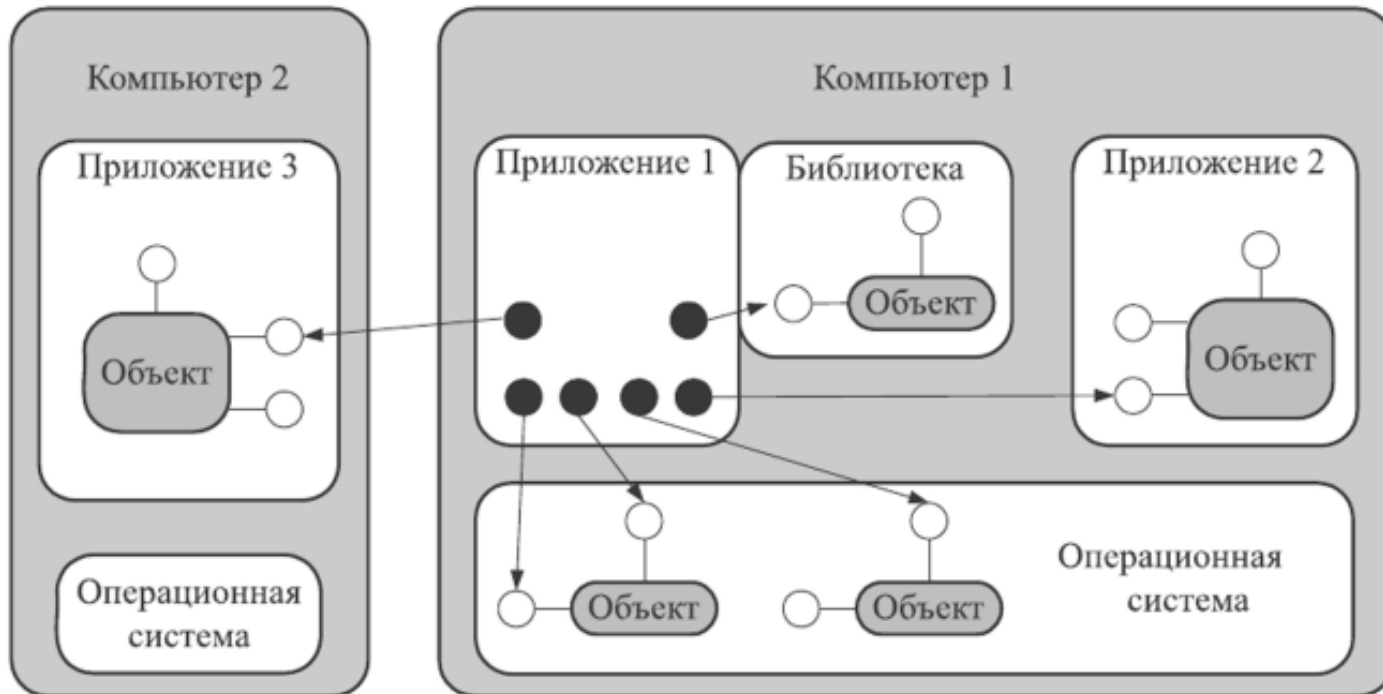 Компьютер 2
Приложение 3
Объект
Операционная
система
Компьютер 1
Приложение 1
Библиотека
Объект
Приложение 2
Объект
Объект
Объект
Операционная
система